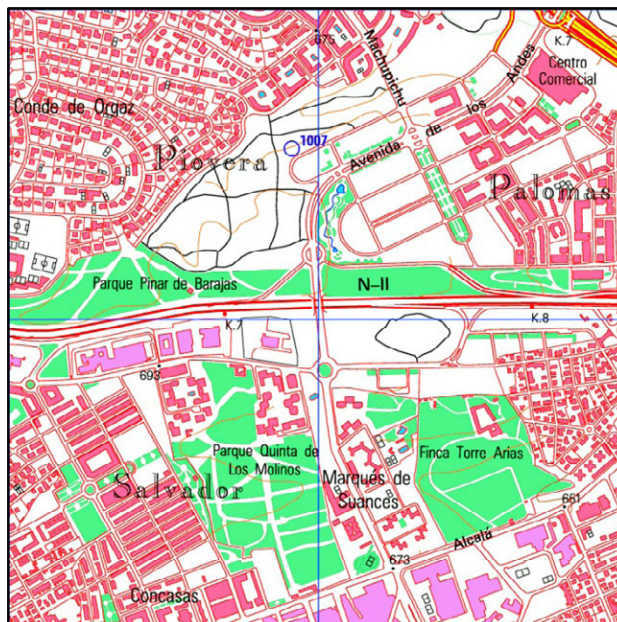 675
Machupichu
K.7
Centro
Comercial
Conde de Orgaz
Andes
los
de
Avenida
1007
Piovera
Palomas
Parque Pinar de Barajas
N-II
K.7
K.8
693
Parque Quinta de
Los Molinos
Finca Torre Arias
Salvador
Marqués de
Suances
661
Alcalá
673
Concasas